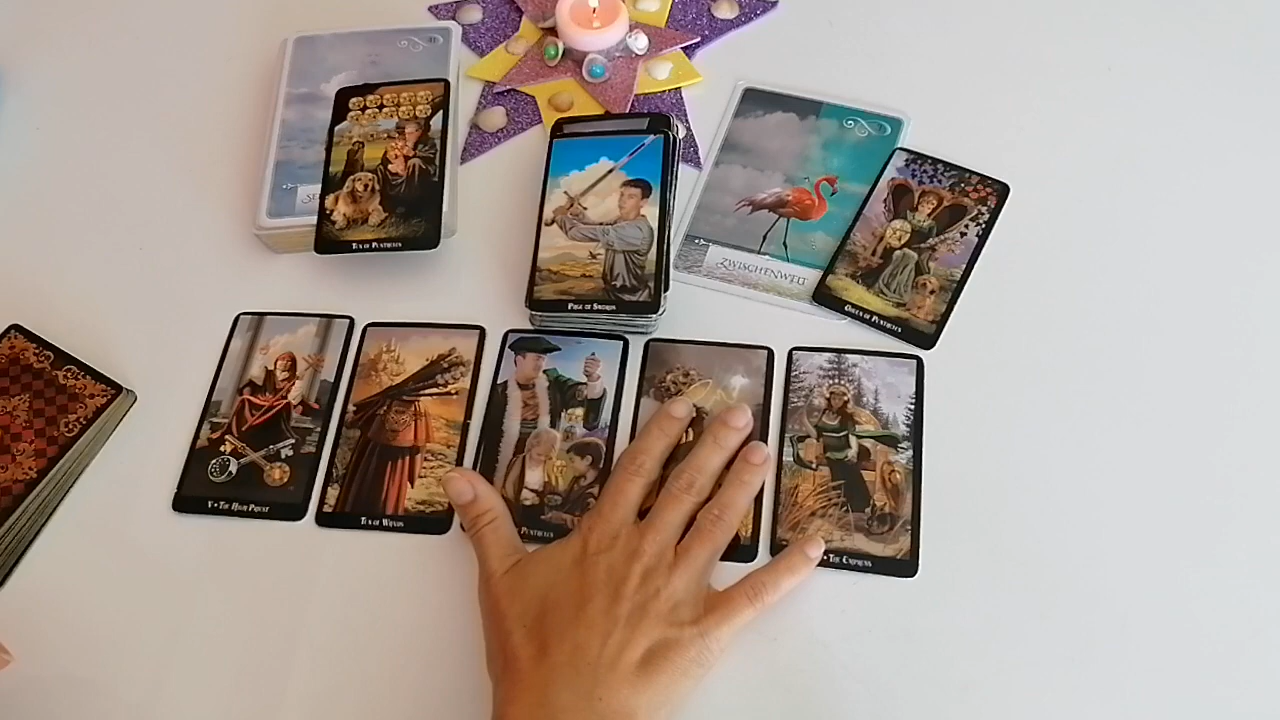 Ten of Pentacles
Page of Swords
ZWISCHENWELT
Queen of Pentacles
V • The High Priest
Ten of Wands
Pentacles
• The Empress